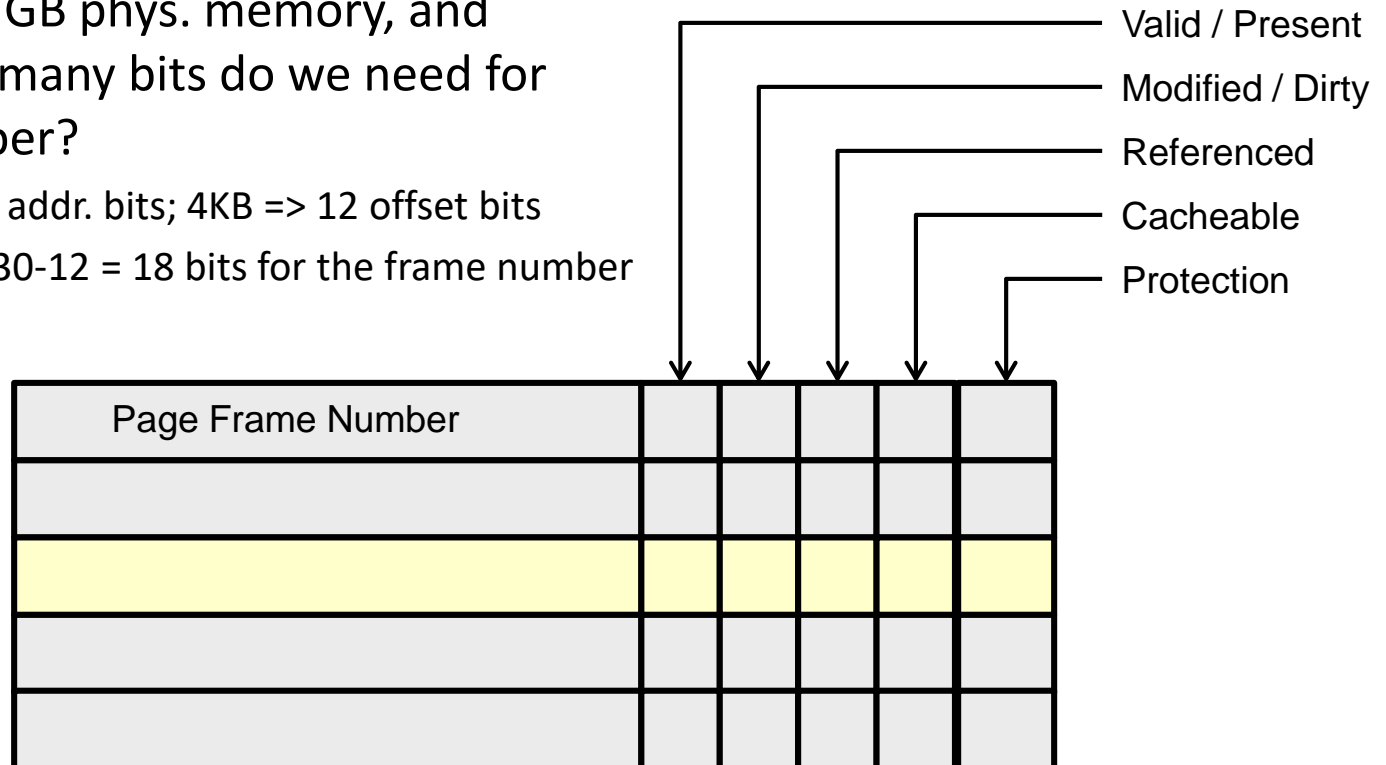 GB phys. memory, and
many bits do we need for
ber?
addr. bits; 4KB => 12 offset bits
30-12 = 18 bits for the frame number
Valid / Present
Modified / Dirty
Referenced
Cacheable
Protection
Page Frame Number